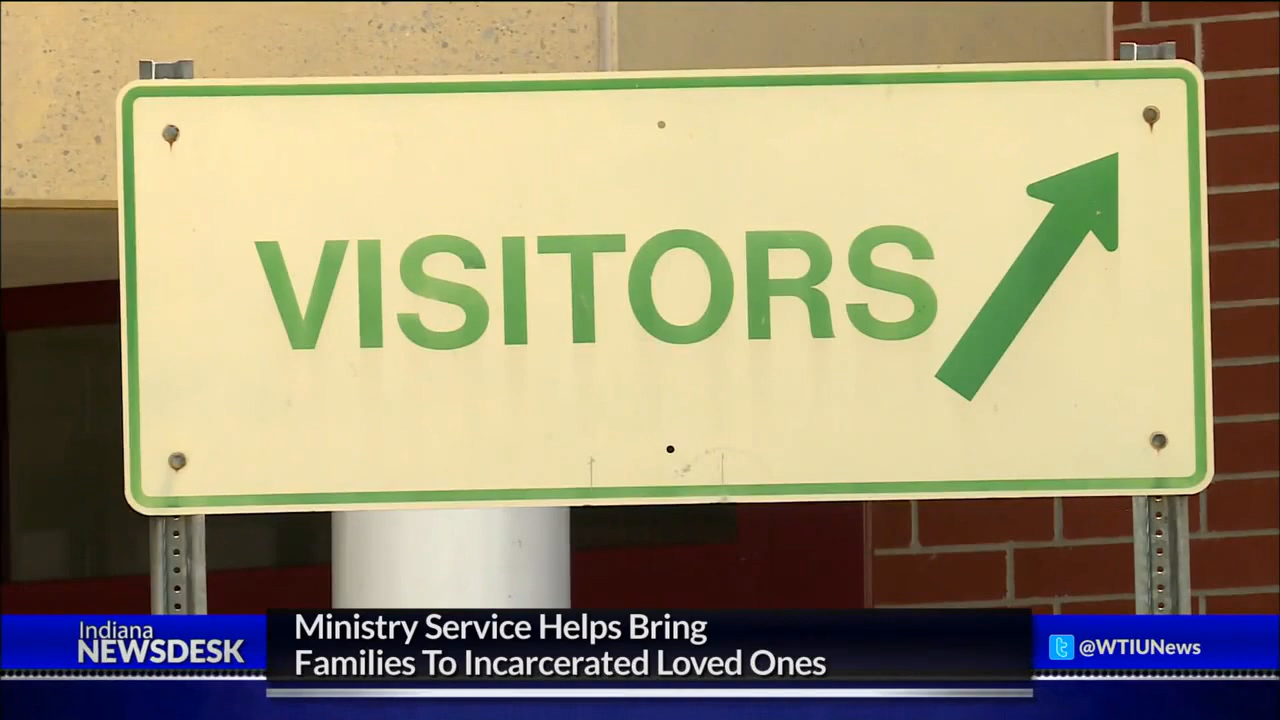 VISITORS
Indiana
NEWSDESK
Ministry Service Helps Bring
Families To Incarcerated Loved Ones
@WTIUNews